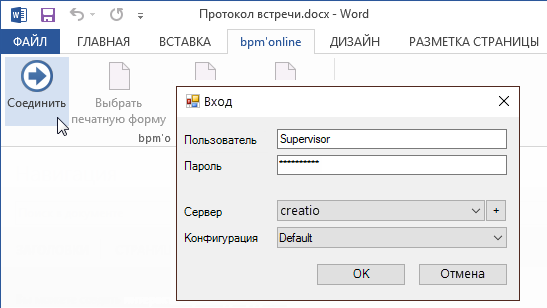 Протокол встречи.docx - Word
ФАЙЛ ГЛАВНАЯ ВСТАВКА bpm'online ДИЗАЙН РАЗМЕТКА СТРАНИЦЫ
Соединить
Выбрать
печатную форму
bpm'o
Вход
Пользователь Supervisor
Пароль **********
Сервер creatio +
Конфигурация Default
OK Отмена